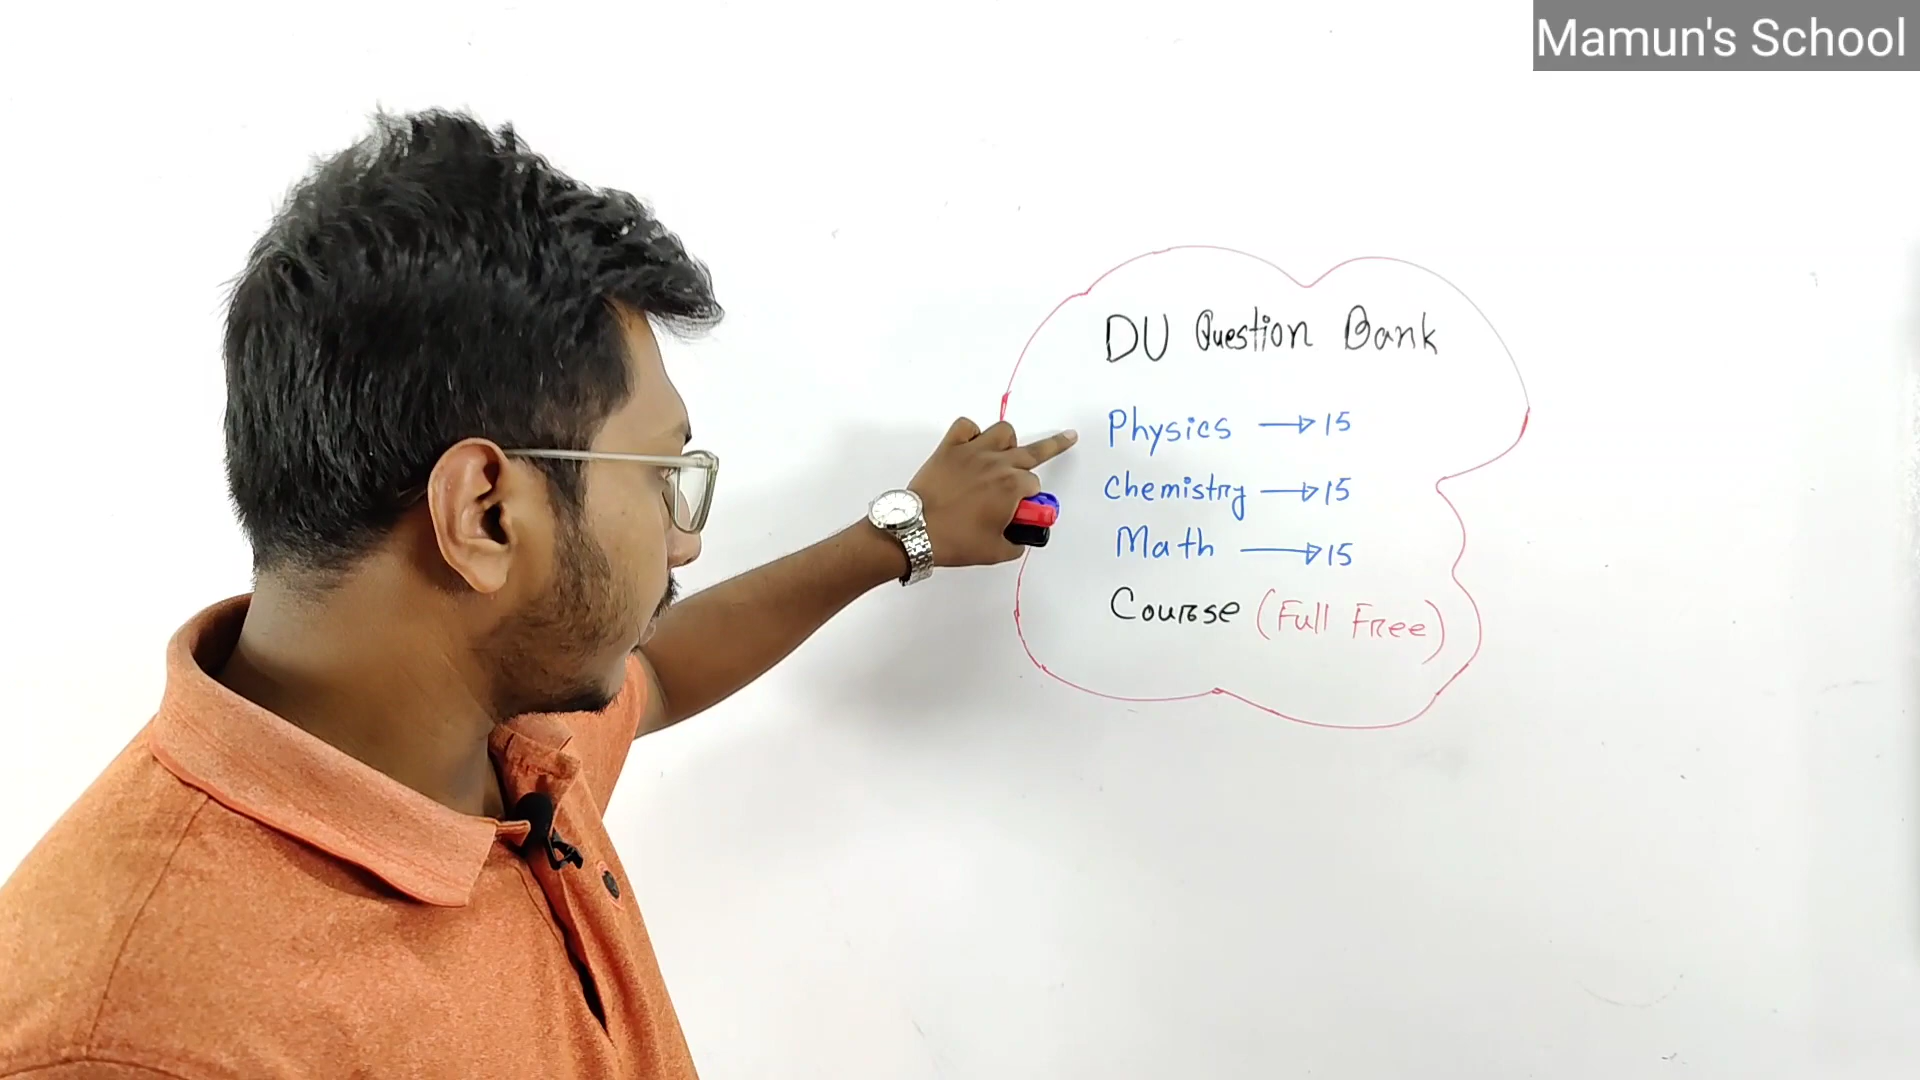 Mamun's School
DU Question Bank
Physics → 15
Chemistry → 15
Math → 15
Course (Full Free)